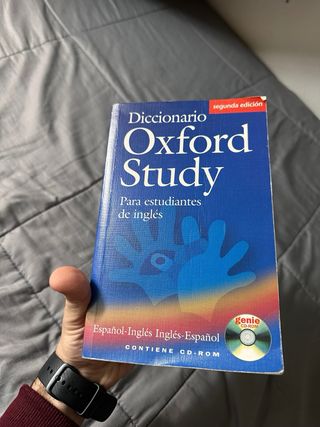 segunda edición
Diccionario
Oxford
Study
Para estudiantes
de inglés
Español-Inglés Inglés-Español
CONTIENE CD-ROM
genie
CD-ROM